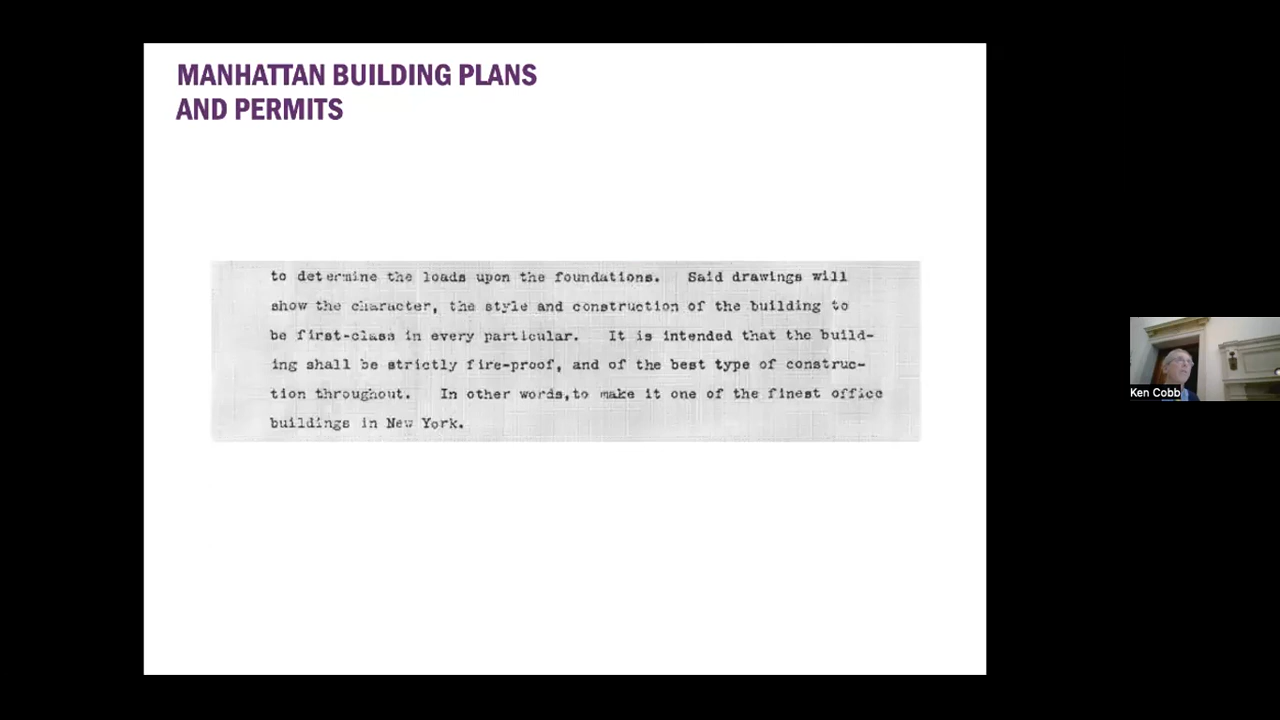 MANHATTAN BUILDING PLANS
AND PERMITS
to determine the loads upon the foundations. Said drawings will
show the character, the style and construction of the building to
be first-class in every particular. It is intended that the build-
ing shall be strictly fire-proof, and of the best type of construc-
tion throughout. In other words,to make it one of the finest office
buildings in New York.
Ken Cobb